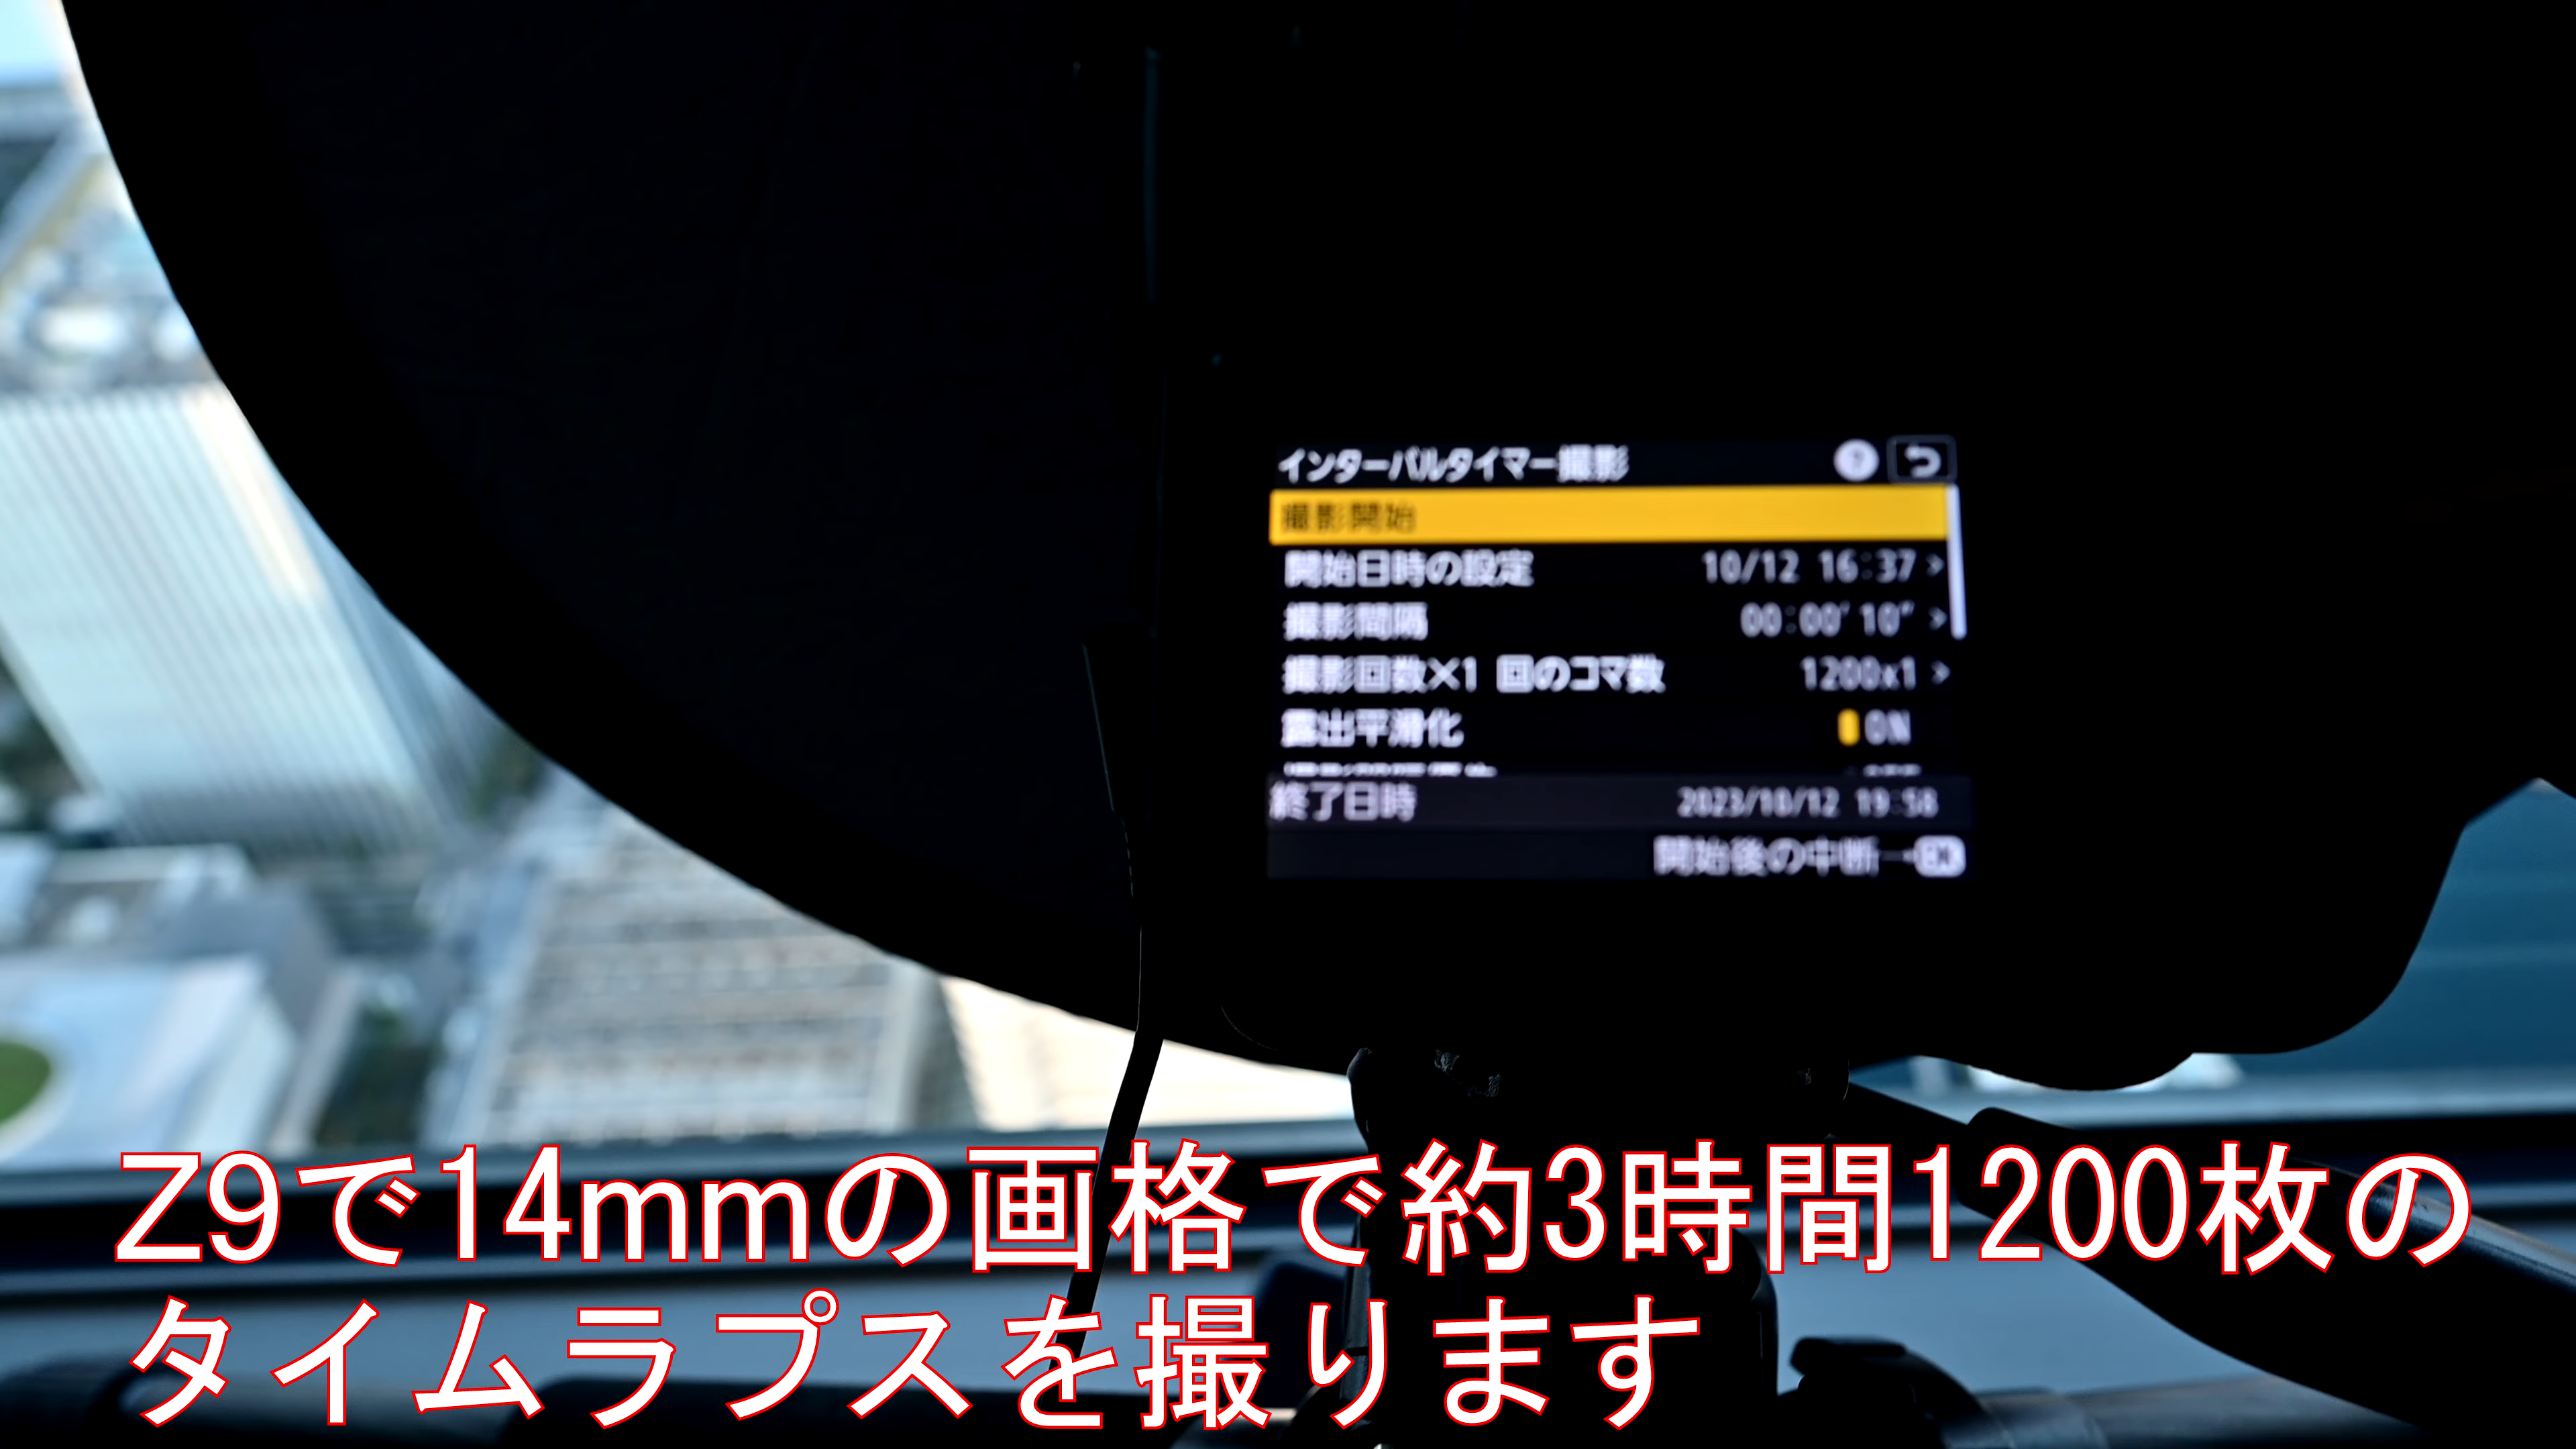 インターバルタイマー撮影 ?
撮影開始
開始日時の設定 10/12 16:37 >
撮影間隔 00:00'10" >
撮影回数×1 回のコマ数 1200x1 >
露出平滑化 ON
終了日時 2023/10/12 19:58
開始後の中断→OK
Z9で14mmの画格で約3時間1200枚の
タイムラプスを撮ります